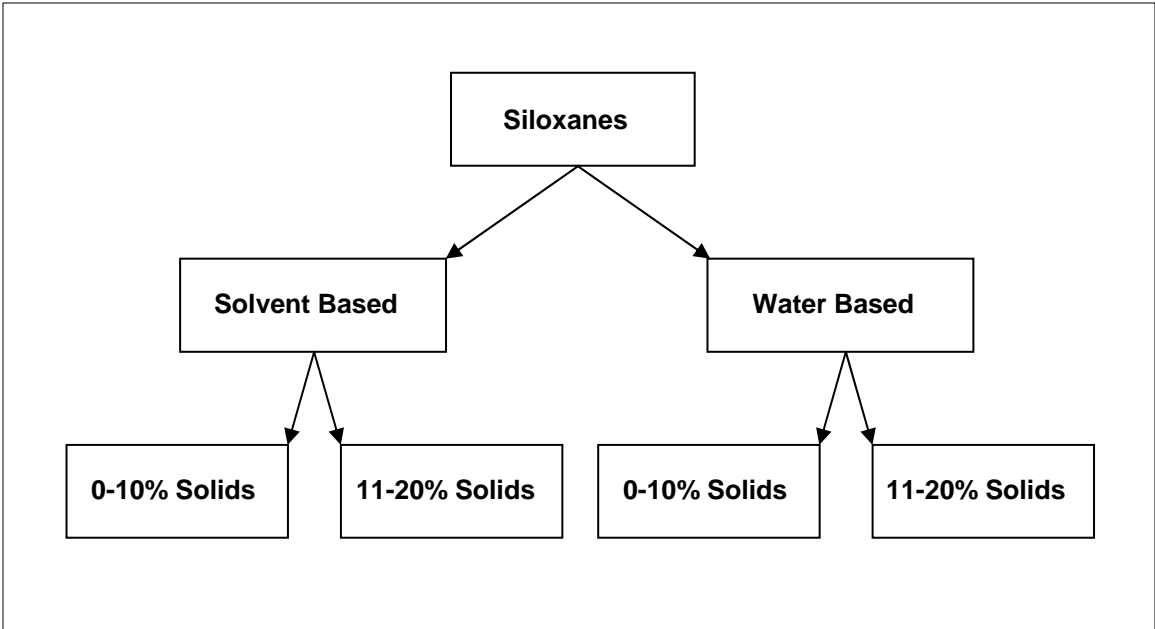 Siloxanes
Solvent Based
Water Based
0-10% Solids
11-20% Solids
0-10% Solids
11-20% Solids